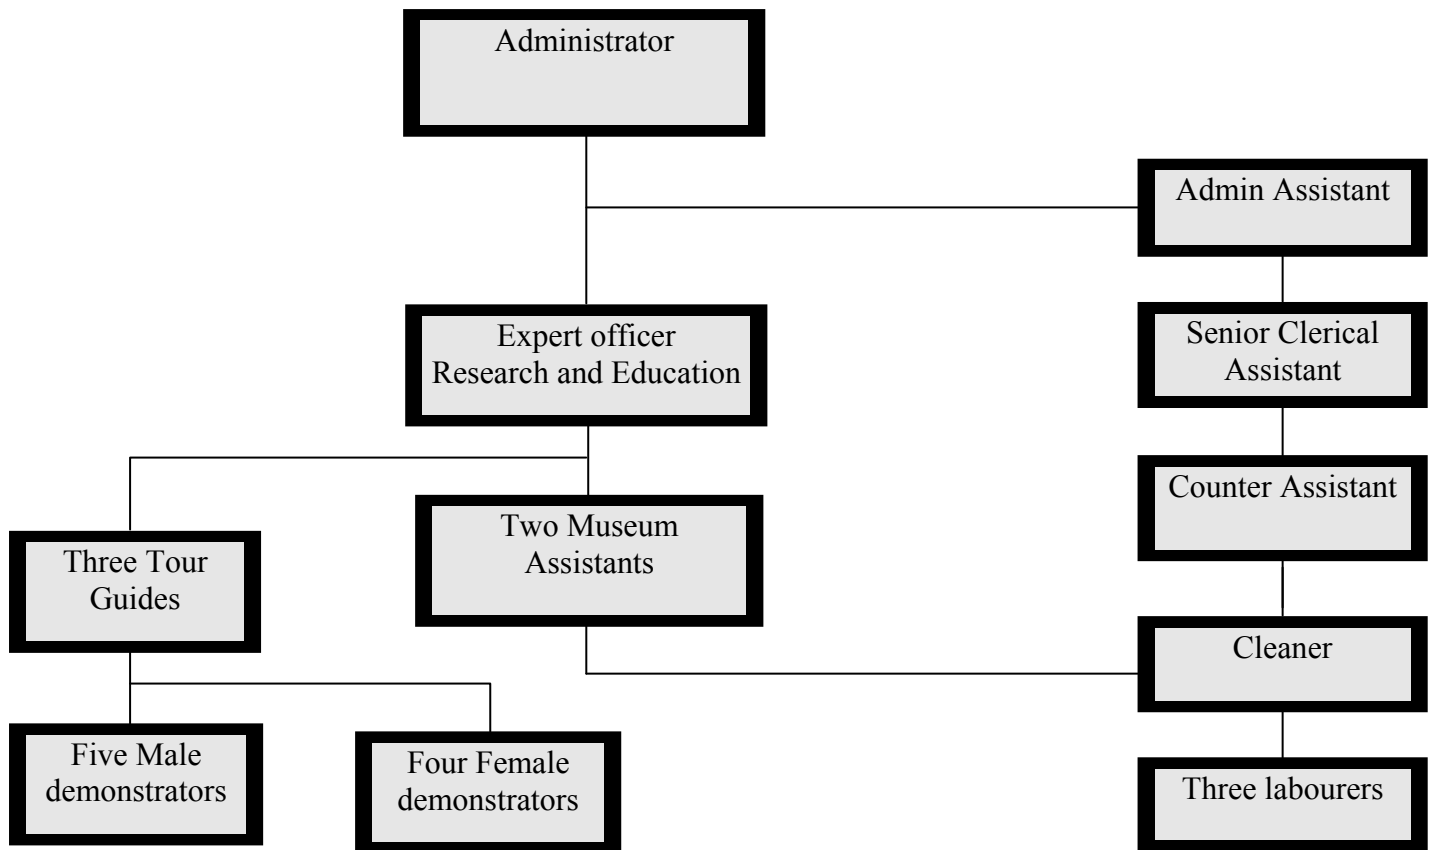 Administrator
Admin Assistant
Expert officer
Research and Education
Senior Clerical
Assistant
Counter Assistant
Two Museum
Assistants
Three Tour
Guides
Cleaner
Five Male
demonstrators
Four Female
demonstrators
Three labourers